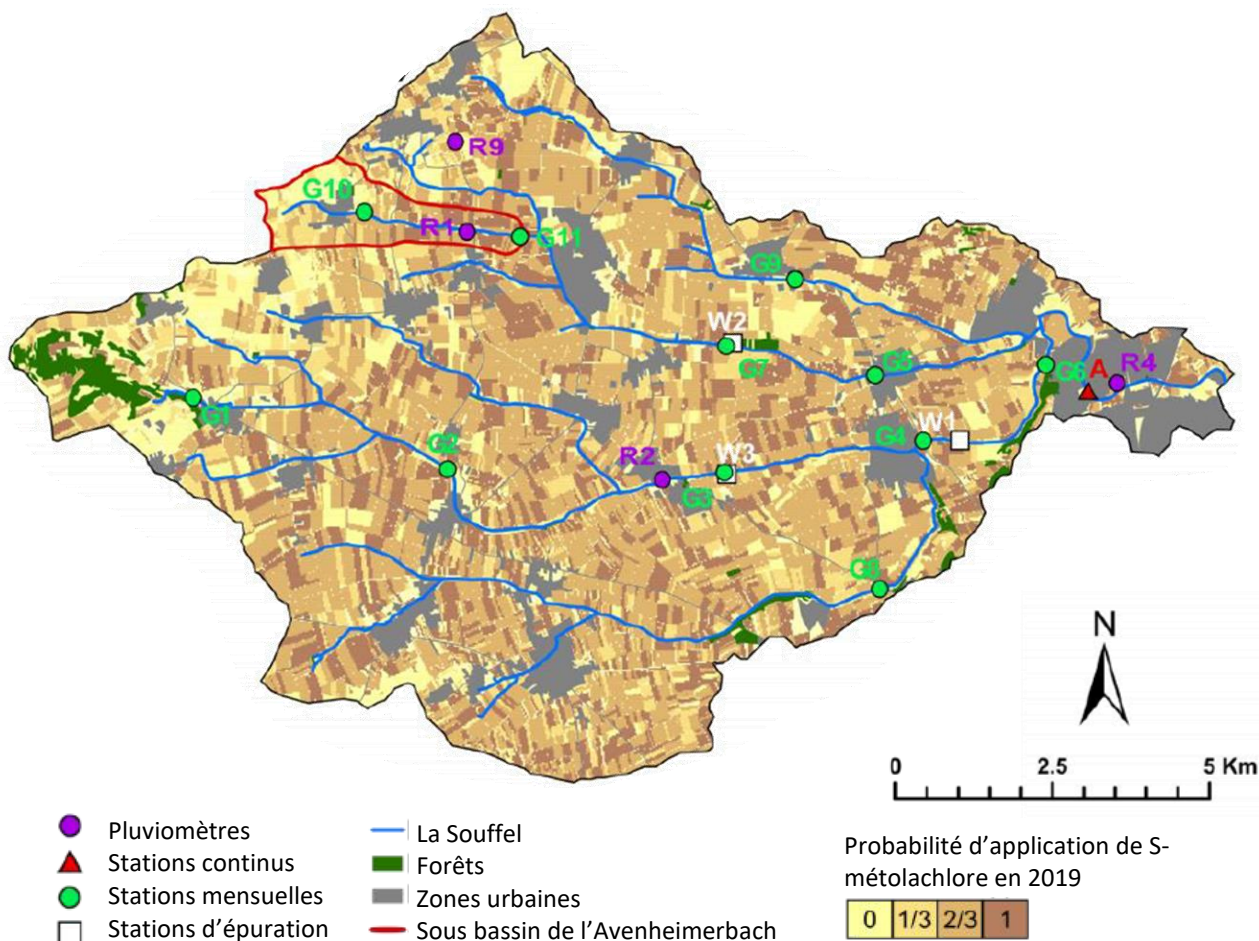 R9
G10
R1
G11
G9
W2
G7
G5
G6
A
R4
G1
G2
R2
W3
G3
G4
W1
G8
N
0 2.5 5 Km
Pluviomètres
Stations continus
Stations mensuelles
Stations d'épuration
La Souffel
Forêts
Zones urbaines
Sous bassin de l'Avenheimerbach
Probabilité d'application de S-
métolachlore en 2019
0 1/3 2/3 1